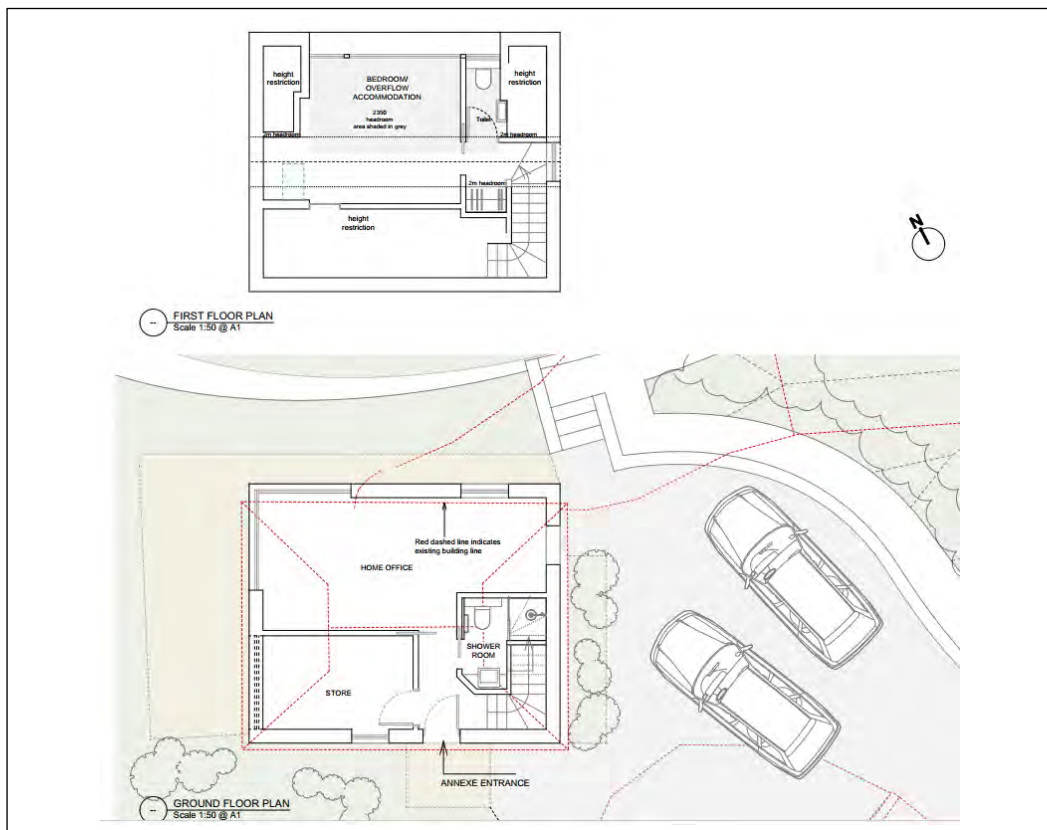 height
restriction
BEDROOM/
OVERFLOW
ACCOMMODATION
2350
headroom
area shaded in grey
height
restriction
Toilet
2m headroom
2m headroom
2m headroom
height
restriction
N
--
FIRST FLOOR PLAN
Scale 1:50 @ A1
Red dashed line indicates
existing building line
HOME OFFICE
SHOWER
ROOM
STORE
ANNEXE ENTRANCE
--
GROUND FLOOR PLAN
Scale 1:50 @ A1